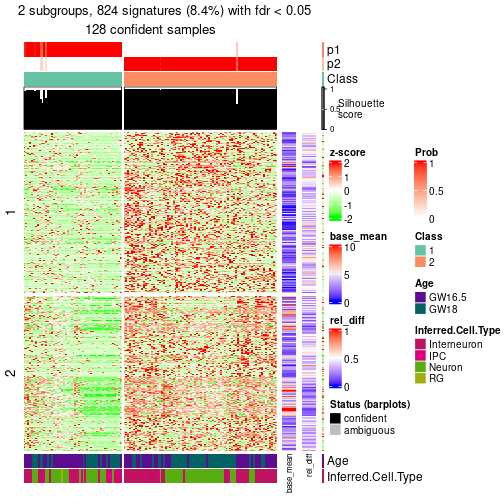 2 subgroups, 824 signatures (8.4%) with fdr < 0.05
128 confident samples
p1
p2
Class
1
0.5
0
Silhouette
score
1
2
z-score
2
1
0
-1
-2
Prob
1
0.5
0
base_mean
10
5
0
Class
1
2
Age
GW16.5
GW18
rel_diff
1
0.5
0
Inferred.Cell.Type
Interneuron
IPC
Neuron
RG
Status (barplots)
confident
ambiguous
Age
Inferred.Cell.Type
base_mean
rel_diff